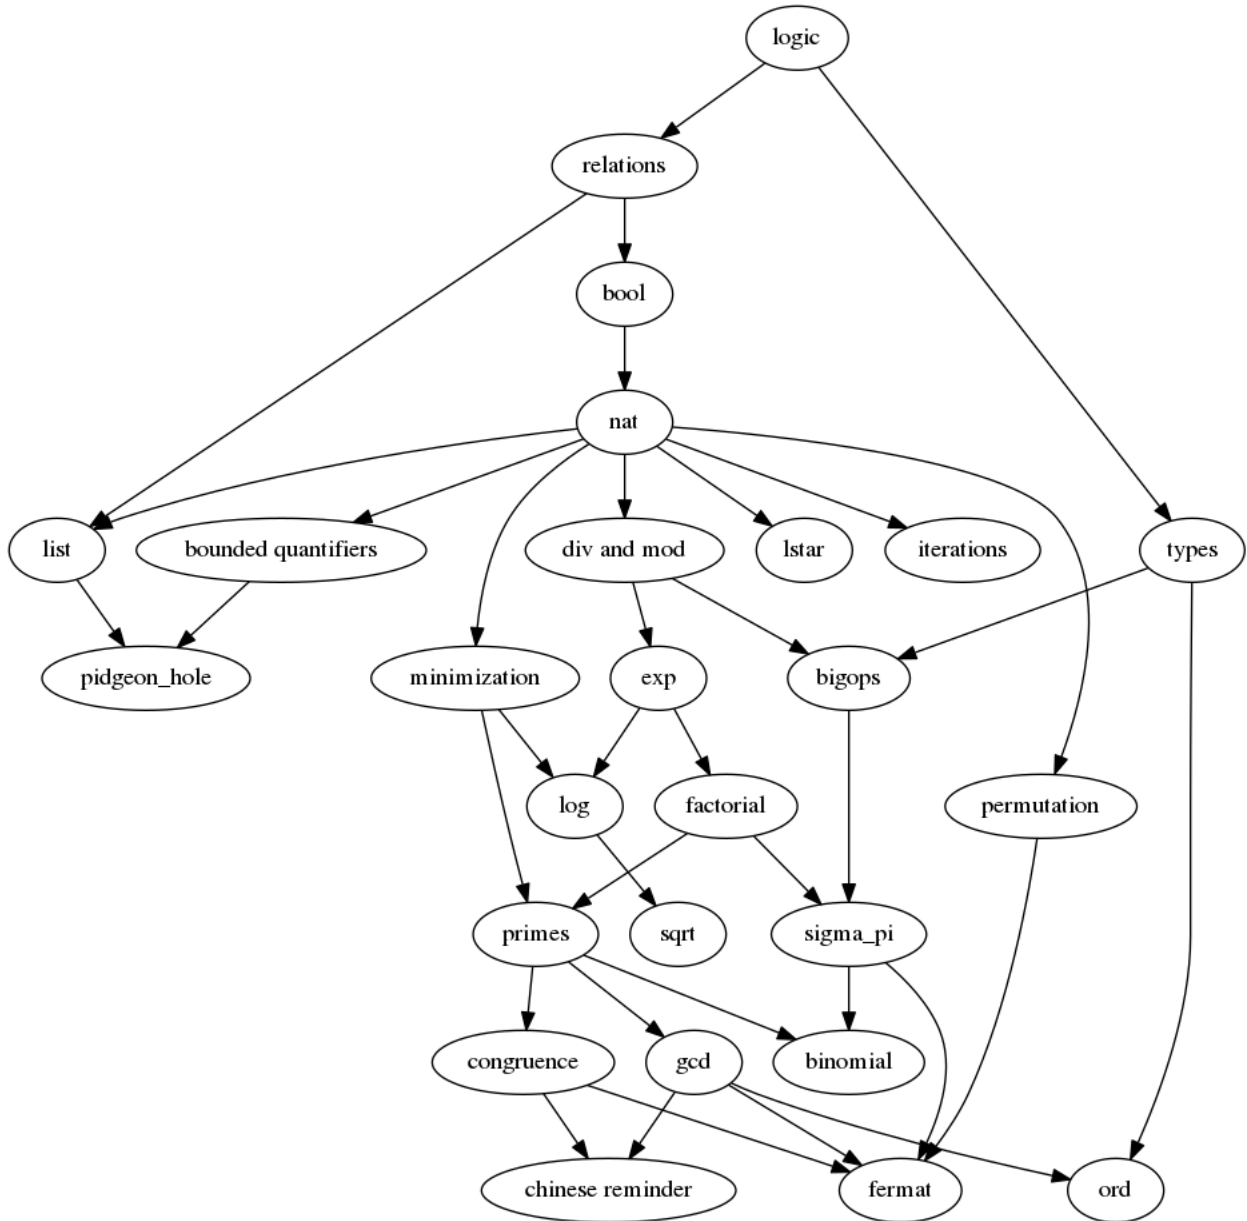 logic
relations
bool
nat
list
bounded quantifiers
div and mod
lstar
iterations
types
pidgeon_hole
minimization
exp
bigops
log
factorial
permutation
primes
sqrt
sigma_pi
congruence
gcd
binomial
chinese reminder
fermat
ord